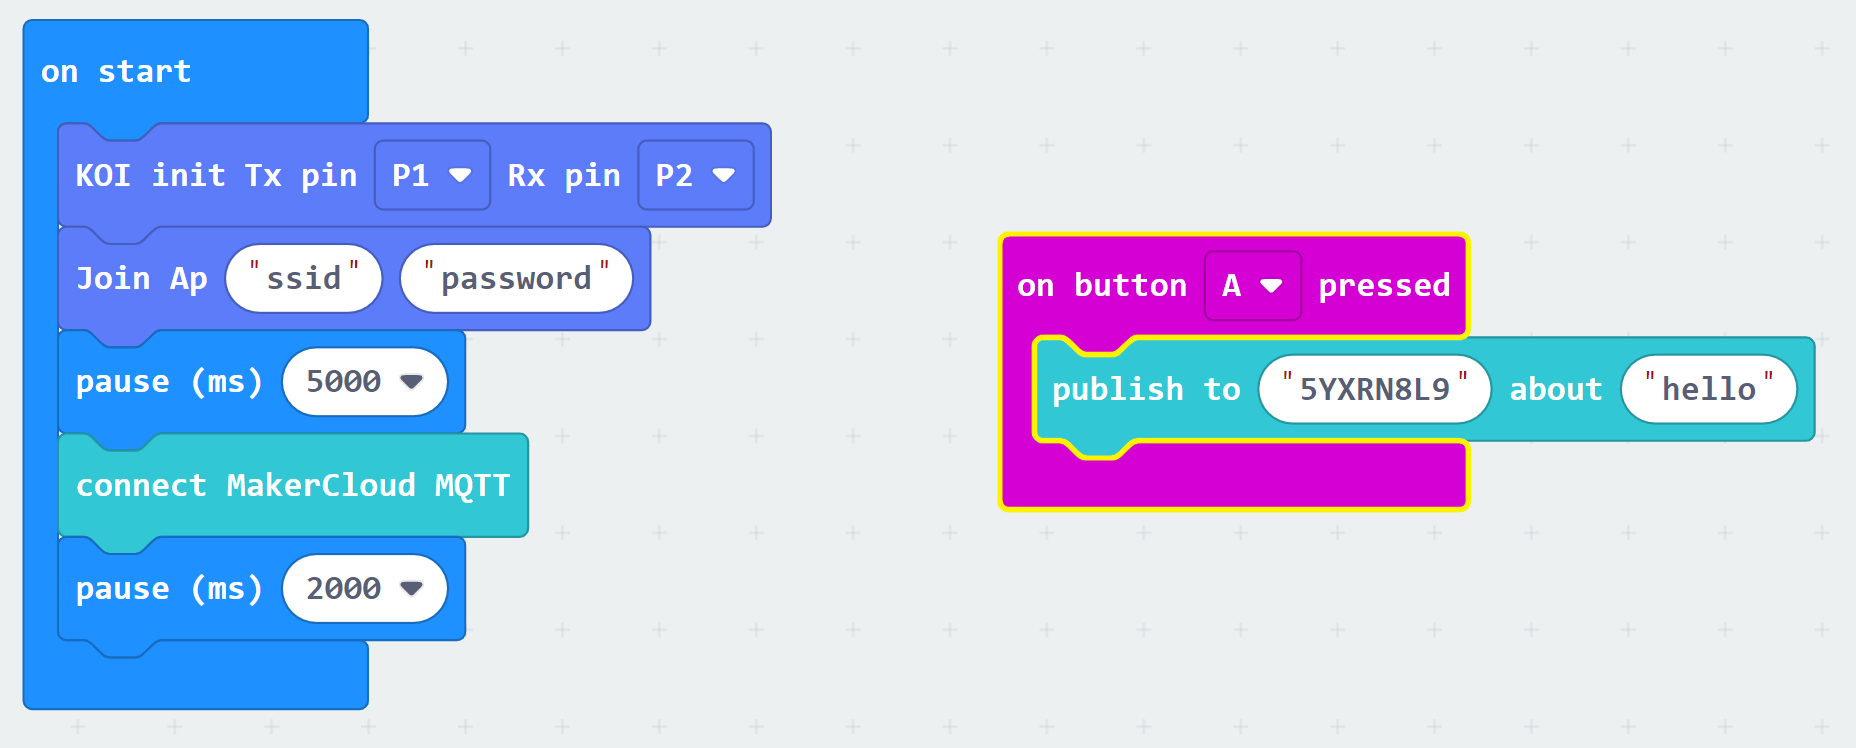 on start
KOI init Tx pin P1 Rx pin P2
Join Ap "ssid" "password"
pause (ms) 5000
connect MakerCloud MQTT
pause (ms) 2000
on button A pressed
publish to "5YXRN8L9" about "hello"